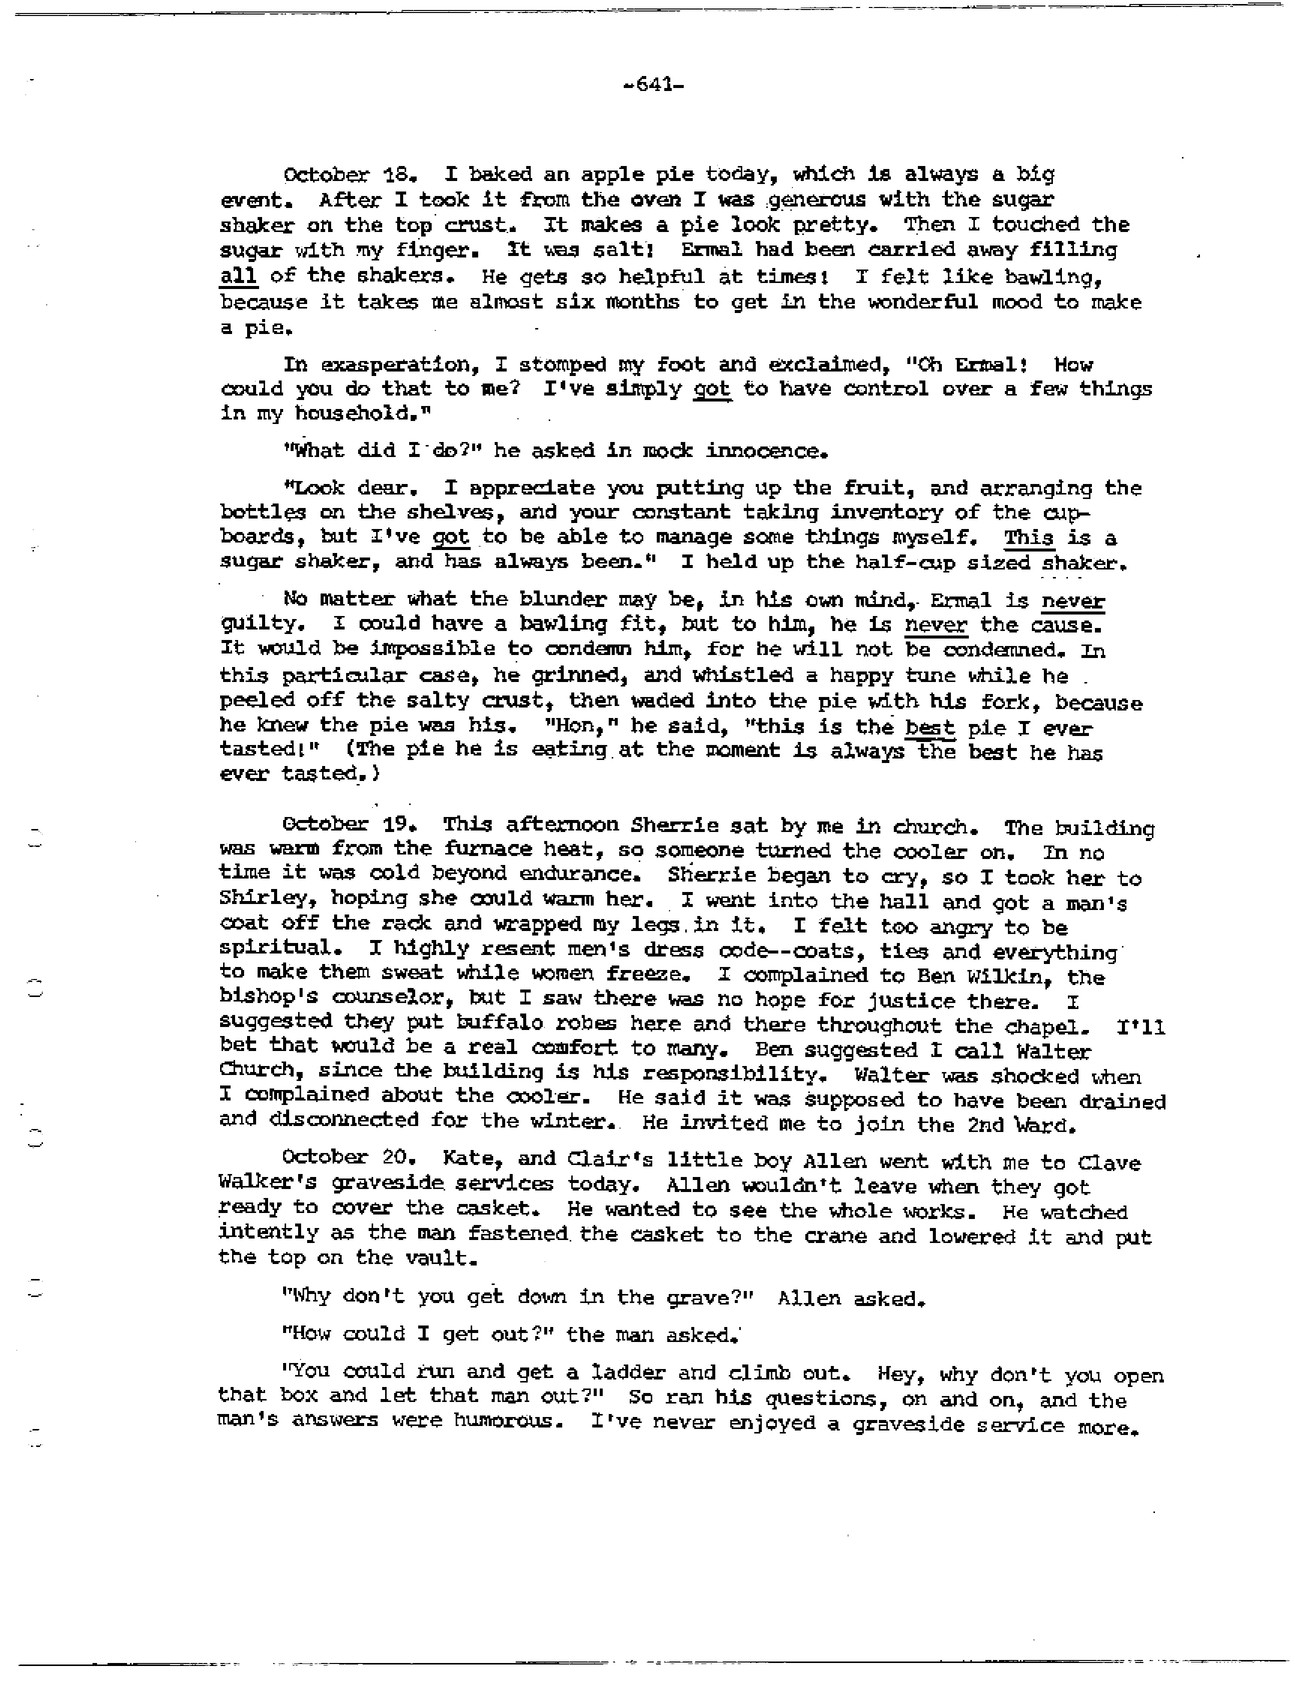 -641-
October 18. I baked an apple pie today, which is always a big
event. After I took it from the oven I was generous with the sugar
shaker on the top crust. It makes a pie look pretty. Then I touched the
sugar with my finger. It was salt! Ermal had been carried away filling
all of the shakers. He gets so helpful at times! I felt like bawling,
because it takes me almost six months to get in the wonderful mood to make
a pie.
In exasperation, I stomped my foot and exclaimed, "Oh Ermal! How
could you do that to me? I've simply got to have control over a few things
in my household."
"What did I do?" he asked in mock innocence.
"Look dear. I appreciate you putting up the fruit, and arranging the
bottles on the shelves, and your constant taking inventory of the cup-
boards, but I've got to be able to manage some things myself. This is a
sugar shaker, and has always been." I held up the half-cup sized shaker.
No matter what the blunder may be, in his own mind, Ermal is never
guilty. I could have a bawling fit, but to him, he is never the cause.
It would be impossible to condemn him, for he will not be condemned. In
this particular case, he grinned, and whistled a happy tune while he
peeled off the salty crust, then waded into the pie with his fork, because
he knew the pie was his. "Hon," he said, "this is the best pie I ever
tasted!" (The pie he is eating at the moment is always the best he has
ever tasted.)
October 19. This afternoon Sherrie sat by me in church. The building
was warm from the furnace heat, so someone turned the cooler on. In no
time it was cold beyond endurance. Sherrie began to cry, so I took her to
Shirley, hoping she could warm her. I went into the hall and got a man's
coat off the rack and wrapped my legs in it. I felt too angry to be
spiritual. I highly resent men's dress code--coats, ties and everything
to make them sweat while women freeze. I complained to Ben Wilkin, the
bishop's counselor, but I saw there was no hope for justice there. I
suggested they put buffalo robes here and there throughout the chapel. I'll
bet that would be a real comfort to many. Ben suggested I call Walter
Church, since the building is his responsibility. Walter was shocked when
I complained about the cooler. He said it was supposed to have been drained
and disconnected for the winter. He invited me to join the 2nd Ward.
October 20. Kate, and Clair's little boy Allen went with me to Clave
Walker's graveside services today. Allen wouldn't leave when they got
ready to cover the casket. He wanted to see the whole works. He watched
intently as the man fastened the casket to the crane and lowered it and put
the top on the vault.
"Why don't you get down in the grave?" Allen asked.
"How could I get out?" the man asked.
"You could run and get a ladder and climb out. Hey, why don't you open
that box and let that man out?" So ran his questions, on and on, and the
man's answers were humorous. I've never enjoyed a graveside service more.